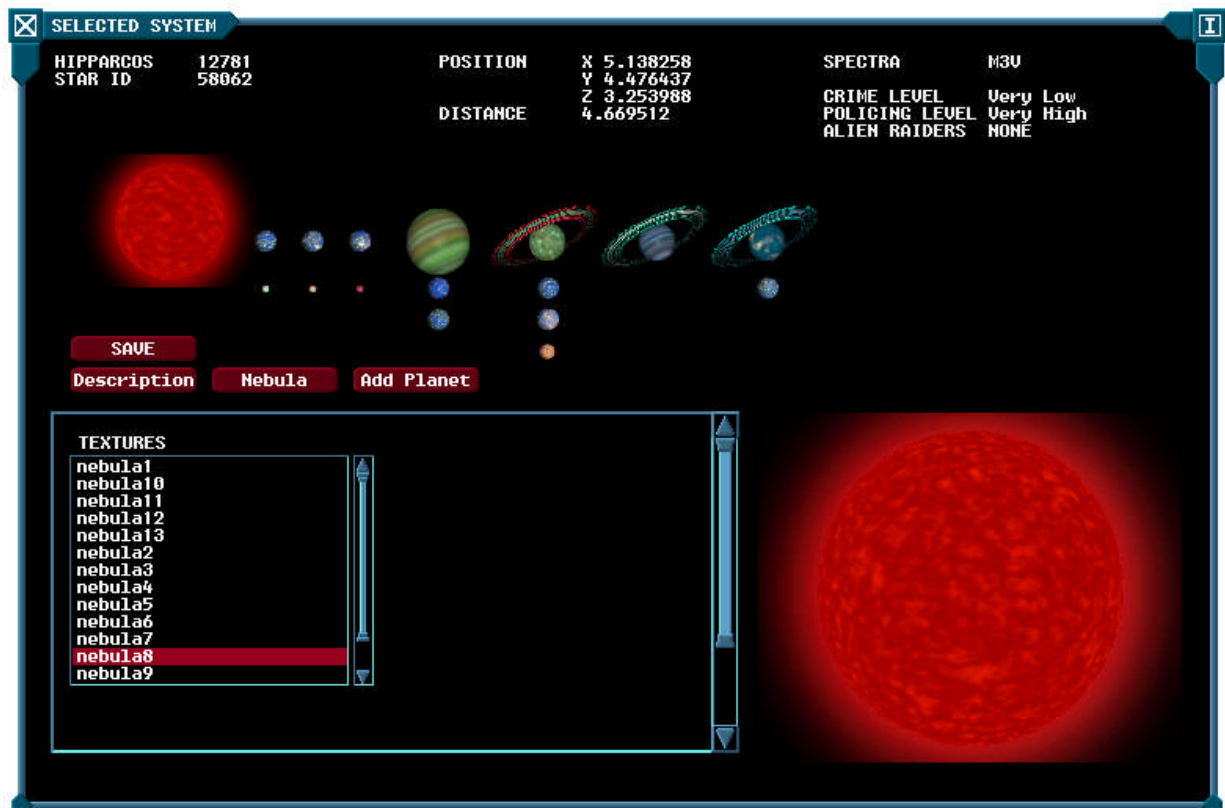 SELECTED SYSTEM
HIPPARCOS 12781
STAR ID 58062
POSITION X 5.138258
Y 4.476437
Z 3.253988
DISTANCE 4.669512
SPECTRA M3V
CRIME LEVEL Very Low
POLICING LEVEL Very High
ALIEN RAIDERS NONE
SAVE
Description Nebula Add Planet
TEXTURES
nebula1
nebula10
nebula11
nebula12
nebula13
nebula2
nebula3
nebula4
nebula5
nebula6
nebula7
nebula8
nebula9